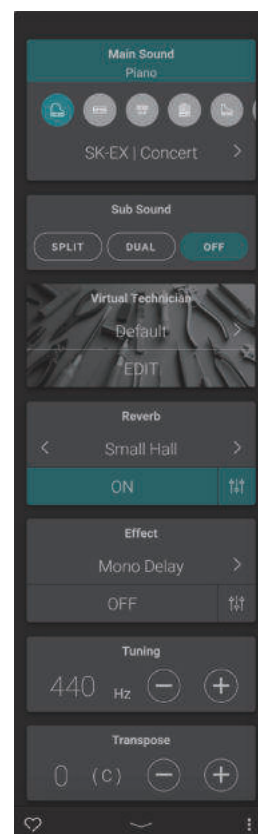 Main Sound
Piano
SK-EX | Concert
Sub Sound
SPLIT DUAL OFF
Virtual Technician
Default
EDIT
Reverb
Small Hall
ON
Effect
Mono Delay
OFF
Tuning
440 Hz
Transpose
0 (C)